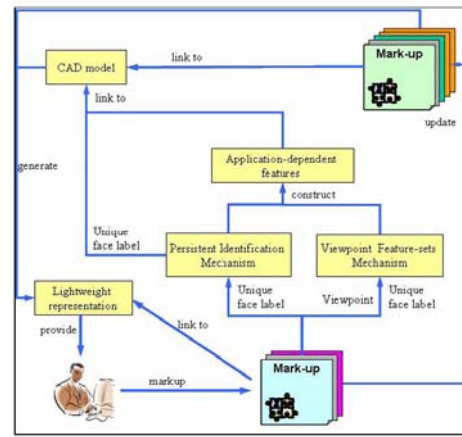 link to
CAD model
Mark-up
link to
update
Application-dependent
features
generate
construct
Unique
face label
Persistent Identification
Mechanism
Viewpoint Feature-sets
Mechanism
Lightweight
representation
Unique
face label
Viewpoint
Unique
face label
provide
link to
Mark-up
markup